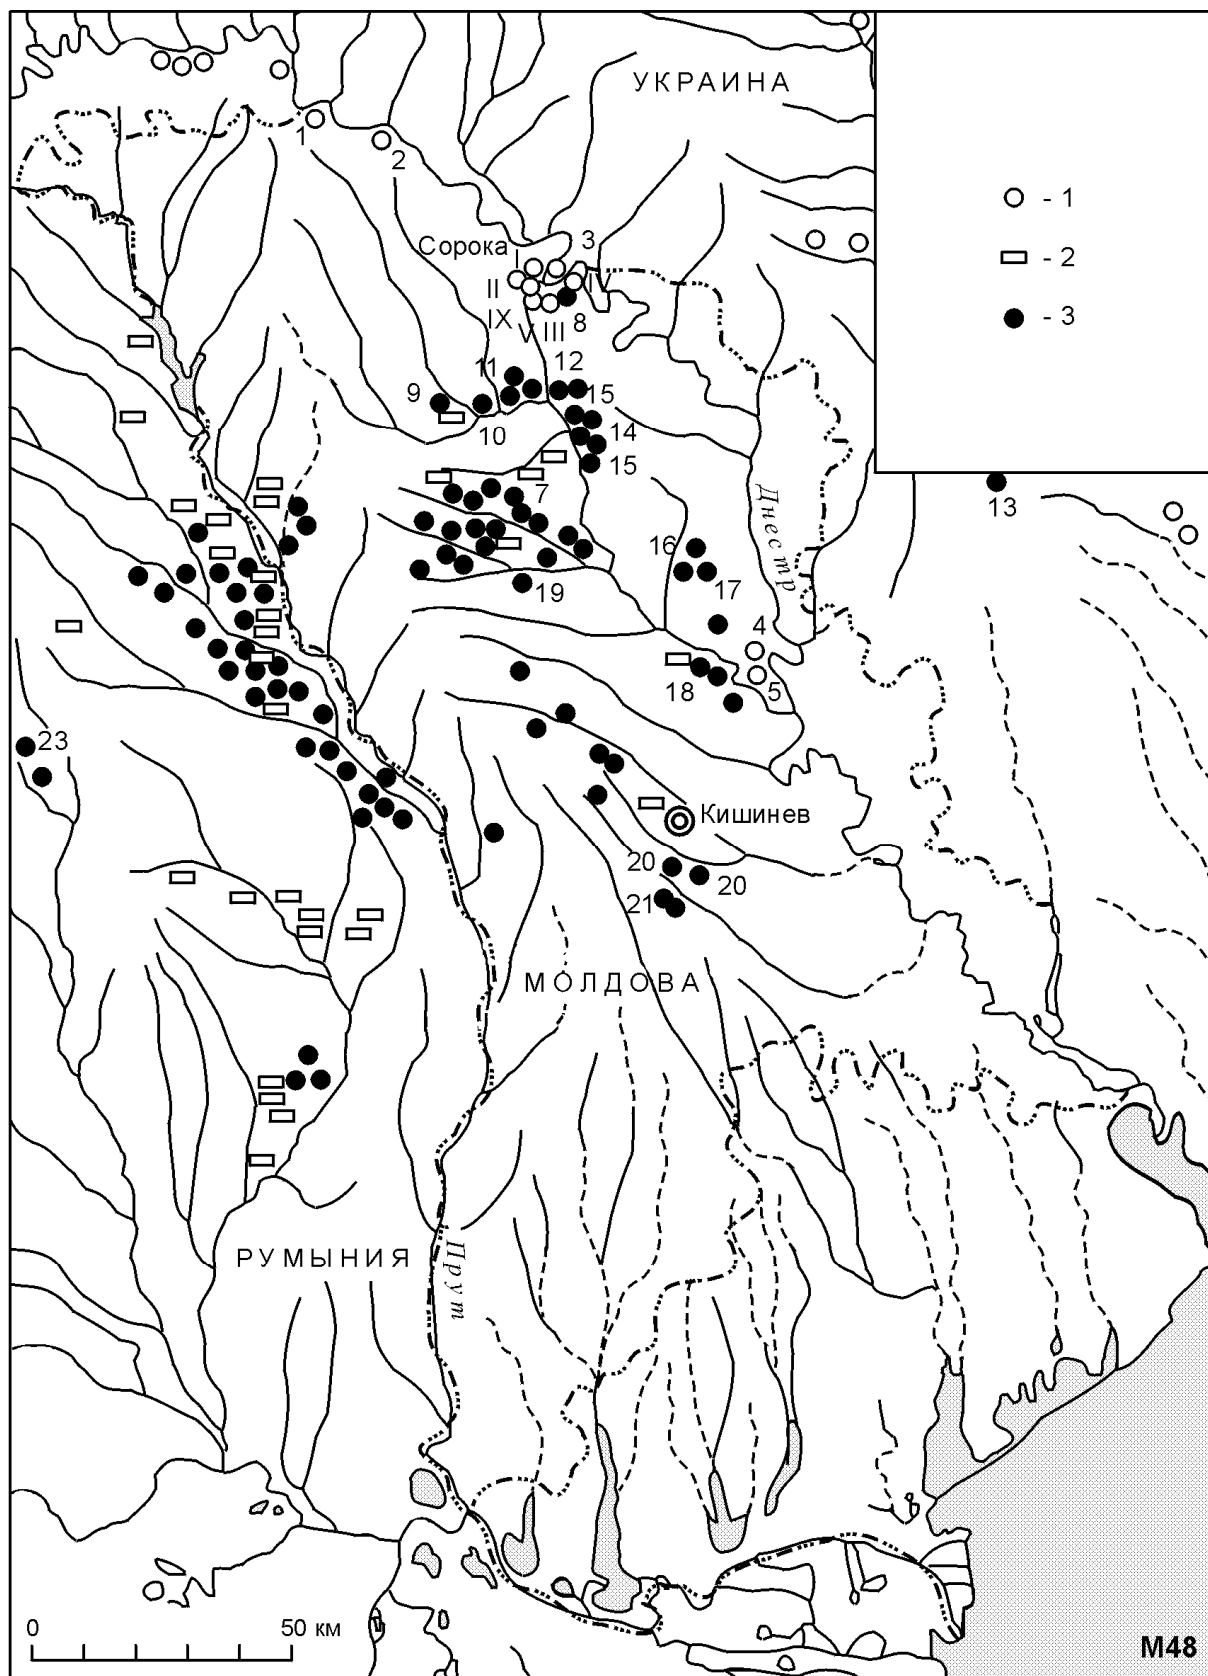 УКРАИНА
- 1
- 2
- 3
1
2
Сорока
3
I
II
IV
IX
V
III
8
11
12
9
15
10
14
15
7
13
Днестр
16
17
19
4
18
5
23
Кишинев
20
20
21
МОЛДОВА
РУМЫНИЯ
Прут
0
50 км
М48